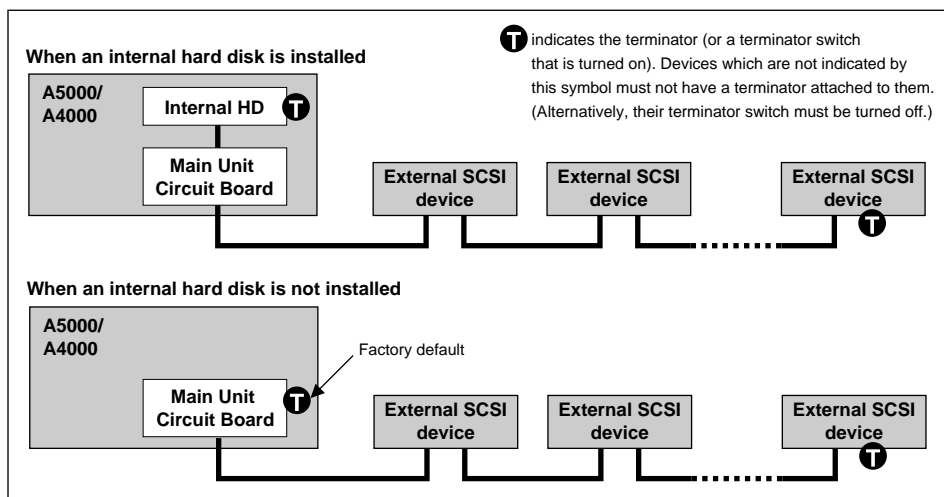 When an internal hard disk is installed
T indicates the terminator (or a terminator switch
that is turned on). Devices which are not indicated by
this symbol must not have a terminator attached to them.
(Alternatively, their terminator switch must be turned off.)
A5000/
A4000
Internal HD
T
Main Unit
Circuit Board
External SCSI
device
External SCSI
device
External SCSI
device
T
When an internal hard disk is not installed
A5000/
A4000
Factory default
Main Unit
Circuit Board
T
External SCSI
device
External SCSI
device
External SCSI
device
T